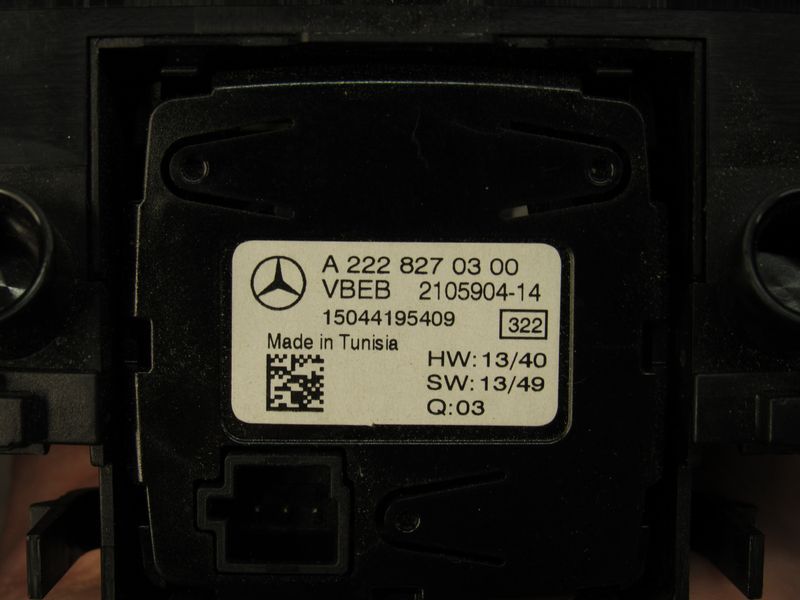 A 222 827 03 00
VBEB 2105904-14
15044195409 322
Made in Tunisia
HW: 13/40
SW: 13/49
Q: 03